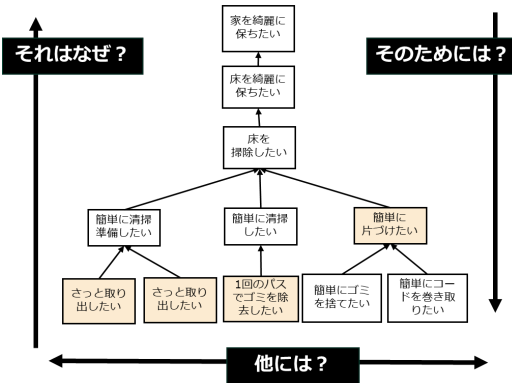 家を綺麗に
保ちたい
それはなぜ？
そのためには？
床を綺麗に
保ちたい
床を
掃除したい
簡単に清掃
準備したい
簡単に清掃
したい
簡単に
片づけたい
さっと取り
出したい
さっと取り
出したい
1回のパス
でゴミを除
去したい
簡単にゴミ
を捨てたい
簡単にコー
ドを巻き取
りたい
他には？